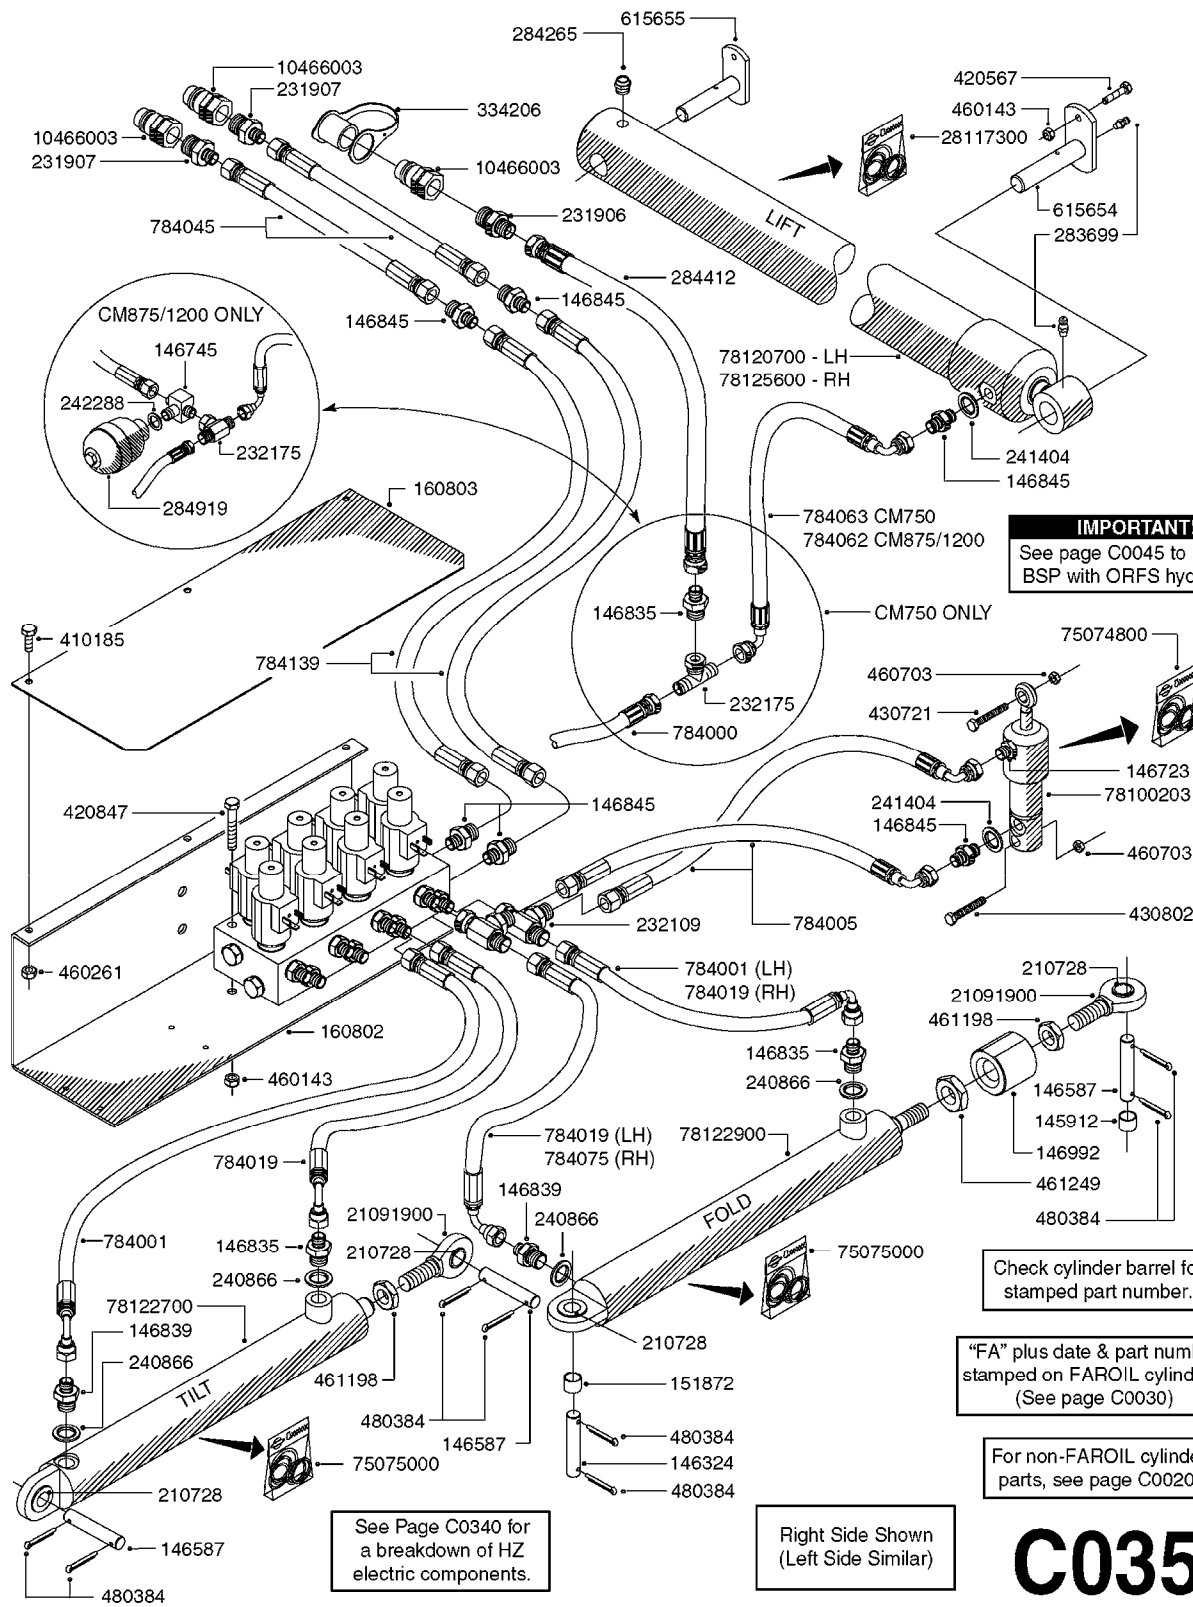 615655
284265
10466003
231907
334206
420567
460143
28117300
10466003
231907
10466003
231906
784045
LIFT
615654
283699
284412
146845
146845
CM875/1200 ONLY
146745
242288
232175
284919
78120700 - LH
78125600 - RH
241404
146845
160803
784063 CM750
784062 CM875/1200
IMPORTANT!
See page C0045 to
BSP with ORFS
146835
CM750 ONLY
410185
784139
75074800
460703
430721
232175
784000
146723
78100203
420847
146845
241404
146845
460703
430802
232109
784005
460261
784001 (LH)
784019 (RH)
210728
21091900
461198
160802
460143
146835
240866
146587
145912
146992
461249
480384
784019
784019 (LH)
784075 (RH)
78122900
FOLD
146839
240866
21091900
210728
784001
146835
240866
75075000
Check cylinder barrel
stamped part number.
78122700
146839
240866
TILT
461198
210728
151872
"FA" plus date & part
stamped on FAROIL
(See page C0030)
480384
146587
480384
146324
480384
75075000
For non-FAROIL
parts, see page C0020
210728
146587
480384
See Page C0340 for
a breakdown of HZ
electric components.
Right Side Shown
(Left Side Similar)
C035